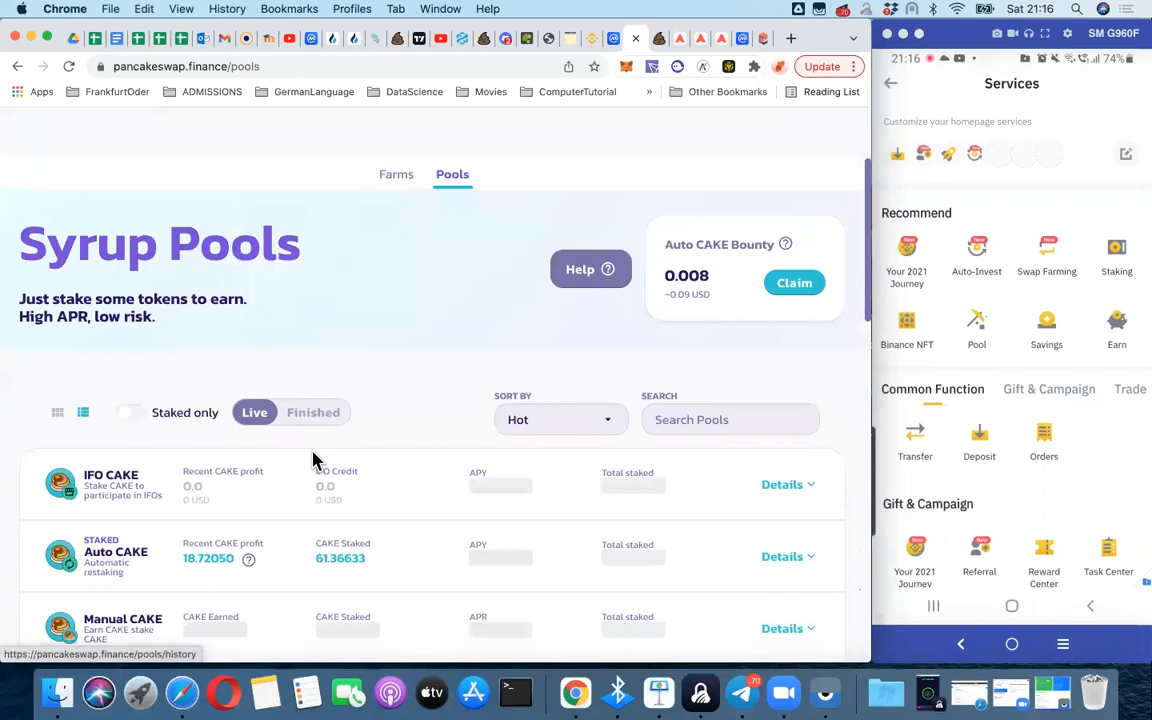 Chrome File Edit View History Bookmarks Profiles Tab Window Help
Sat 21:16
pancakeswap.finance/pools
Update
Apps FrankfurtOder ADMISSIONS GermanLanguage DataScience Movies ComputerTutorial » Other Bookmarks Reading List
Farms Pools
Syrup Pools
Just stake some tokens to earn.
High APR, low risk.
Help
Auto CAKE Bounty
0.008
~0.09 USD
Claim
Staked only
Live
Finished
SORT BY
Hot
SEARCH
Search Pools
IFO CAKE
Stake CAKE to
participate in IFOs
Recent CAKE profit
0.0
0 USD
0.0
0 USD
APY
Total staked
Details
STAKED
Auto CAKE
Automatic
restaking
Recent CAKE profit
18.72050
CAKE Staked
61.36633
APY
Total staked
Details
Manual CAKE
Earn CAKE stake
CAKE
CAKE Earned
CAKE Staked
APR
Total staked
Details
https://pancakeswap.finance/pools/history
SM G960F
21:16
74%
Services
Customize your homepage services
Recommend
Your 2021
Journey
Auto-Invest
Swap Farming
Staking
Binance NFT
Pool
Savings
Earn
Common Function Gift & Campaign Trade
Transfer
Deposit
Orders
Gift & Campaign
Your 2021
Journey
Referral
Reward
Center
Task Center